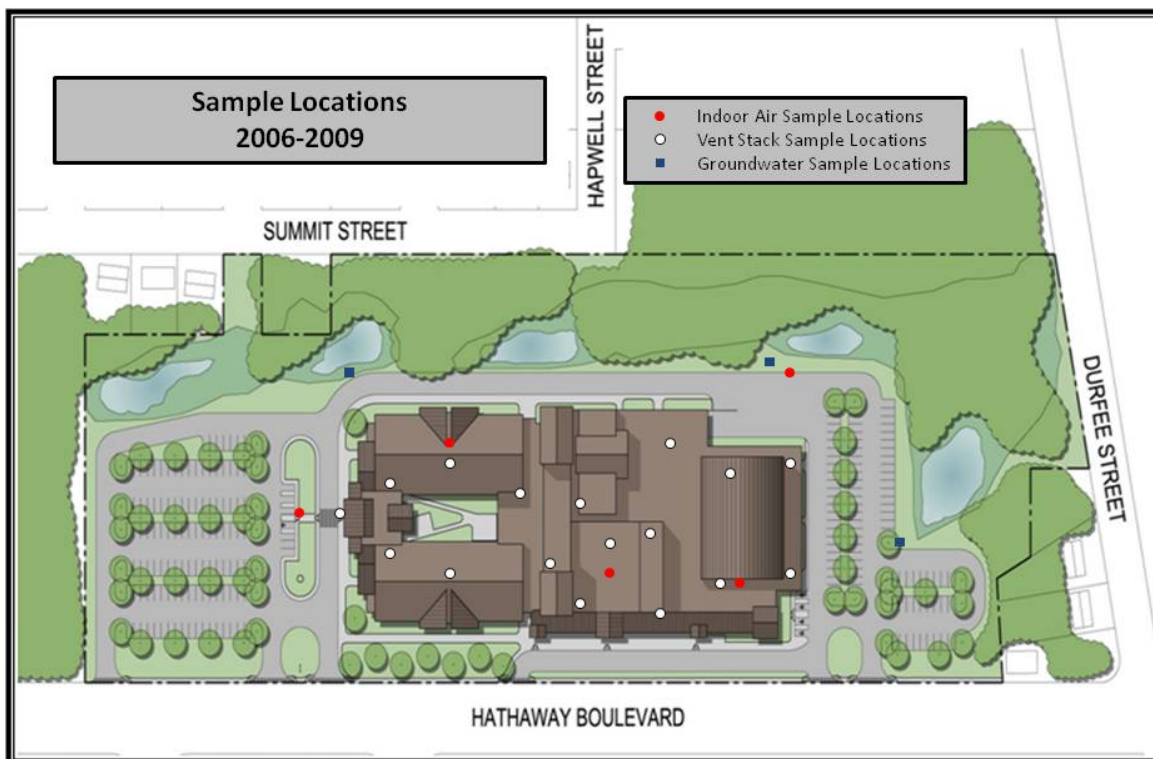 Sample Locations
2006-2009
HAPWELL STREET
Indoor Air Sample Locations
Vent Stack Sample Locations
Groundwater Sample Locations
SUMMIT STREET
DURFEE STREET
HATHAWAY BOULEVARD